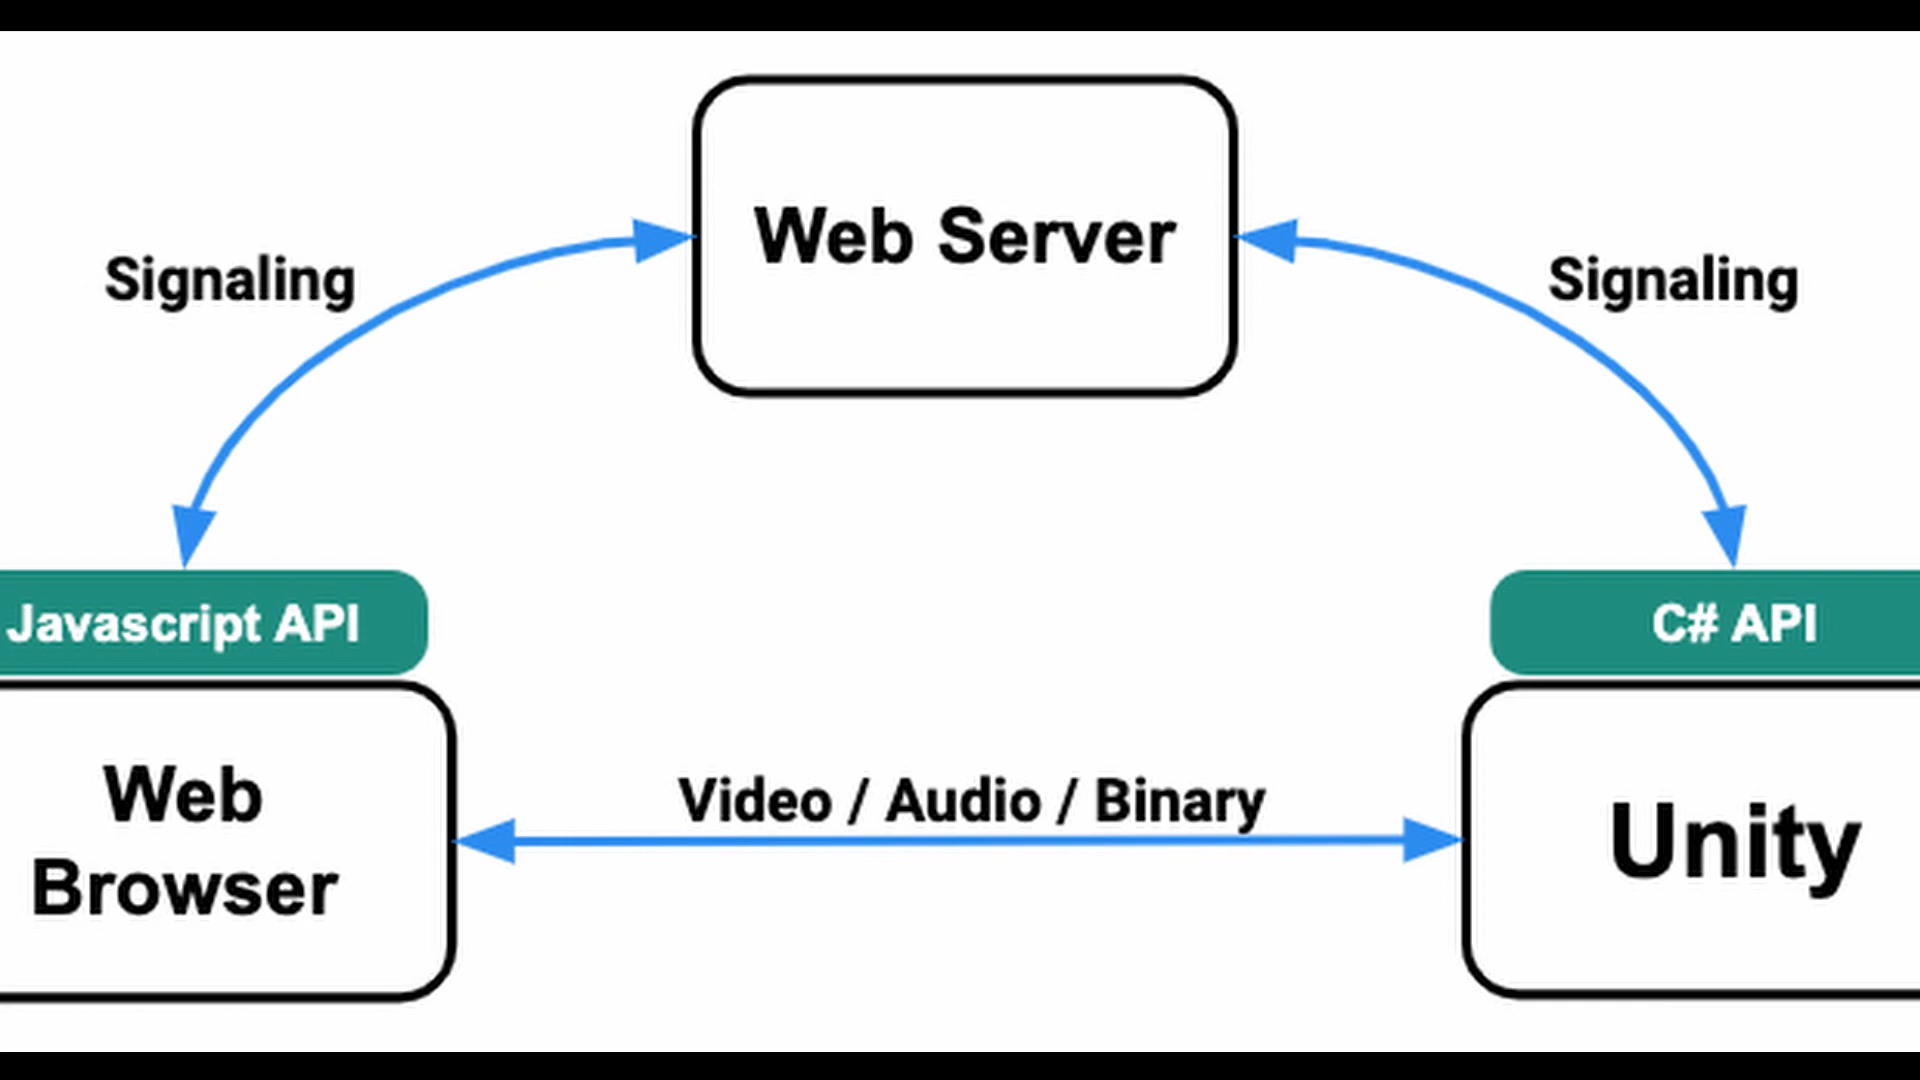 Web Server
Signaling
Signaling
Javascript API
C# API
Web
Browser
Video / Audio / Binary
Unity